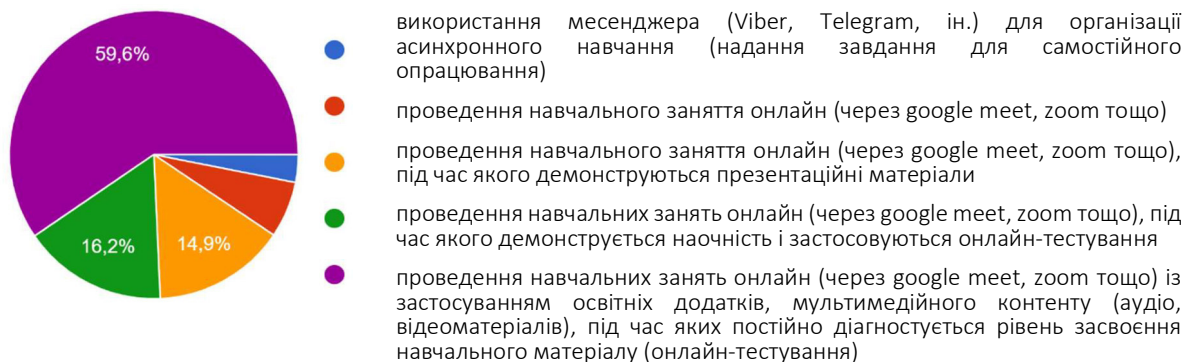 59,6%
16,2%
14,9%
використання месенджера (Viber, Telegram, ін.) для організації
асинхронного навчання (надання завдання для самостійного
опрацювання)
проведення навчального заняття онлайн (через google meet, zoom тощо)
проведення навчального заняття онлайн (через google meet, zoom тощо),
під час якого демонструються презентаційні матеріали
проведення навчальних занять онлайн (через google meet, zoom тощо), під
час якого демонструється наочність і застосовуються онлайн-тестування
проведення навчальних занять онлайн (через google meet, zoom тощо) із
застосуванням освітніх додатків, мультимедійного контенту (аудіо,
відеоматеріалів), під час яких постійно діагностується рівень засвоєння
навчального матеріалу (онлайн-тестування)